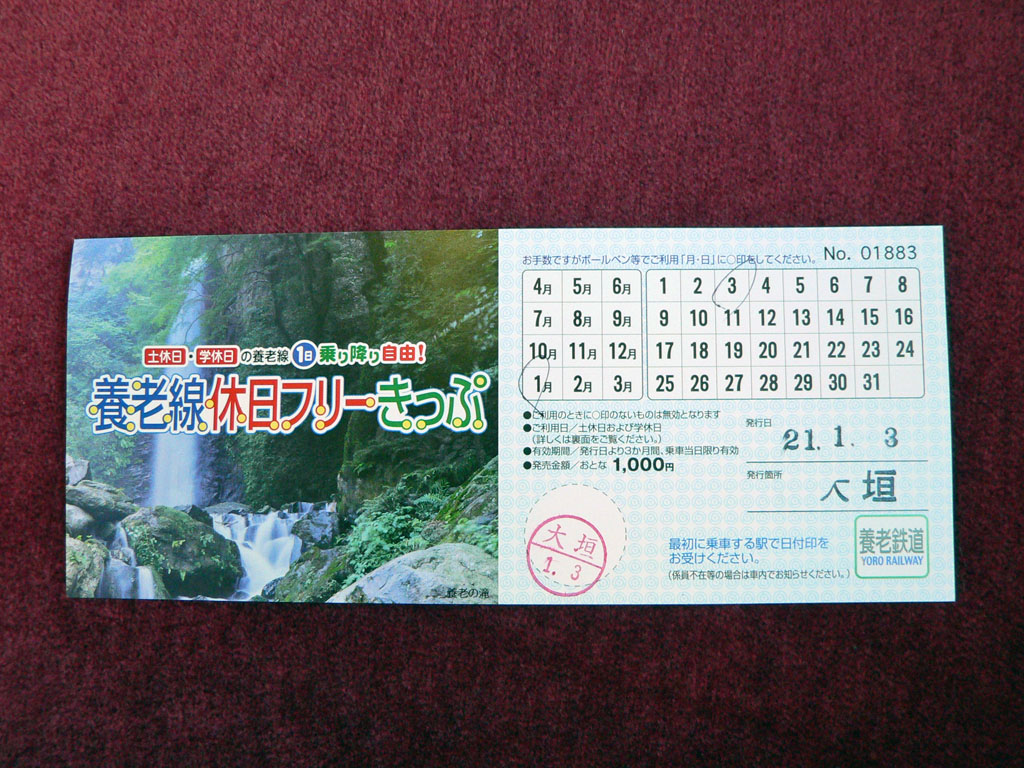 土休日・学休日の養老線1日乗り降り自由!
養老線休日フリーきっぷ
養老の滝
No. 01883
お手数ですがボールペン等でご利用「月・日」に○印をしてください。
4月 5月 6月
7月 8月 9月
10月 11月 12月
1月 2月 3月
1 2 3 4 5 6 7 8
9 10 11 12 13 14 15 16
17 18 19 20 21 22 23 24
25 26 27 28 29 30 31
●ご利用のときに○印のないものは無効となります
●ご利用日/土休日および学休日
(詳しくは裏面をご覧ください。)
●有効期間/発行日より3か月間、乗車当日限り有効
●発売金額/おとな 1,000円
発行日
21.1.3
発行箇所
大垣
大垣
1.3
最初に乗車する駅で日付印を
お受けください。
(係員不在等の場合は車内でお知らせください。)
養老鉄道
YORO RAILWAY